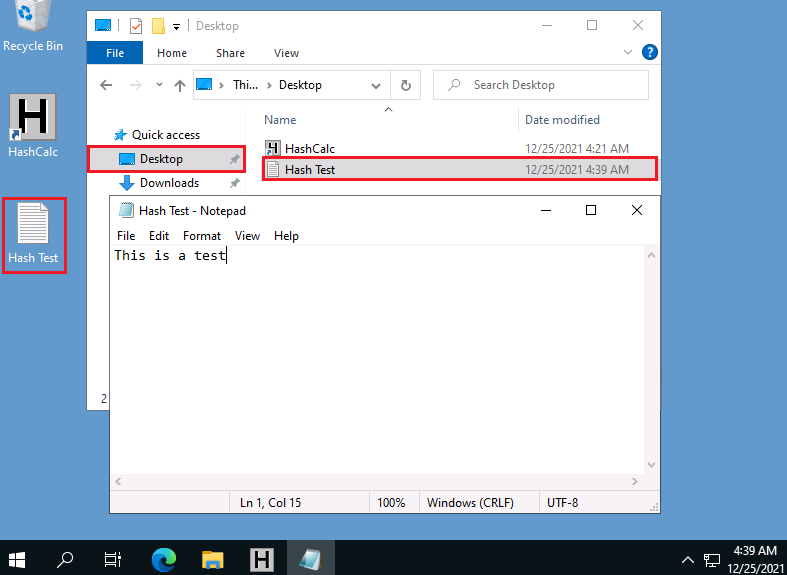 Recycle Bin
HashCalc
Hash Test
Desktop
File Home Share View
Thi... Desktop
Search Desktop
Name Date modified
Quick access
Desktop
Downloads
HashCalc 12/25/2021 4:21 AM
Hash Test 12/25/2021 4:39 AM
2
Hash Test - Notepad
File Edit Format View Help
This is a test
Ln 1, Col 15 100% Windows (CRLF) UTF-8
4:39 AM
12/25/2021